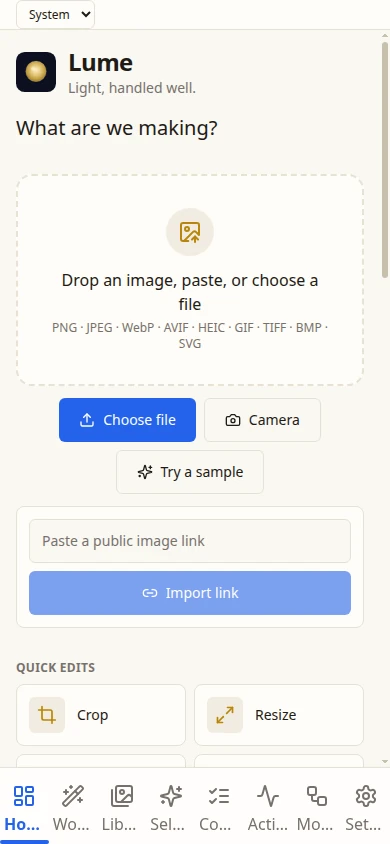 System
Lume
Light, handled well.
What are we making?
Drop an image, paste, or choose a
file
PNG · JPEG · WebP · AVIF · HEIC · GIF · TIFF · BMP ·
SVG
Choose file
Camera
Try a sample
Paste a public image link
Import link
QUICK EDITS
Crop
Resize
Ho... Wo... Lib... Sel... Co... Acti... Mo... Set...